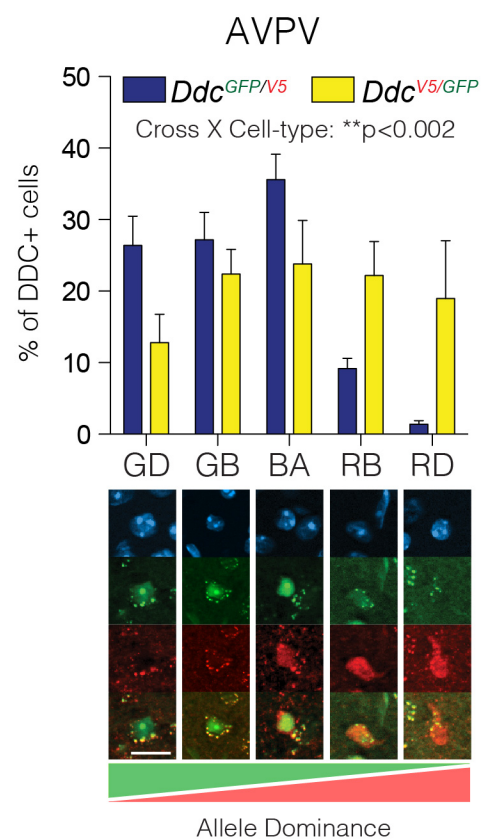 AVPV
50
Ddc^GFP/V5 Ddc^V5/GFP
Cross X Cell-type: **p<0.002
40
30
20
10
0
% of DDC+ cells
GD GB BA RB RD
Allele Dominance